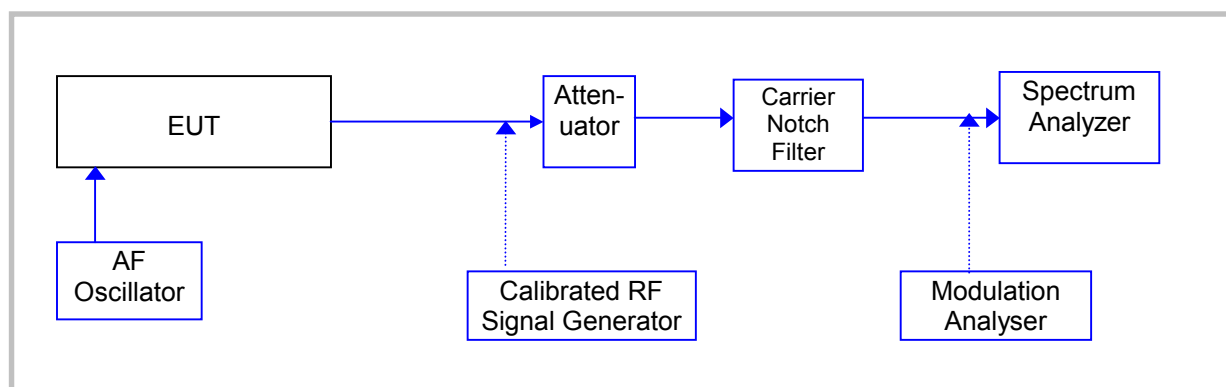 EUT
Atten-
uator
Carrier
Notch
Filter
Spectrum
Analyzer
AF
Oscillator
Calibrated RF
Signal Generator
Modulation
Analyser